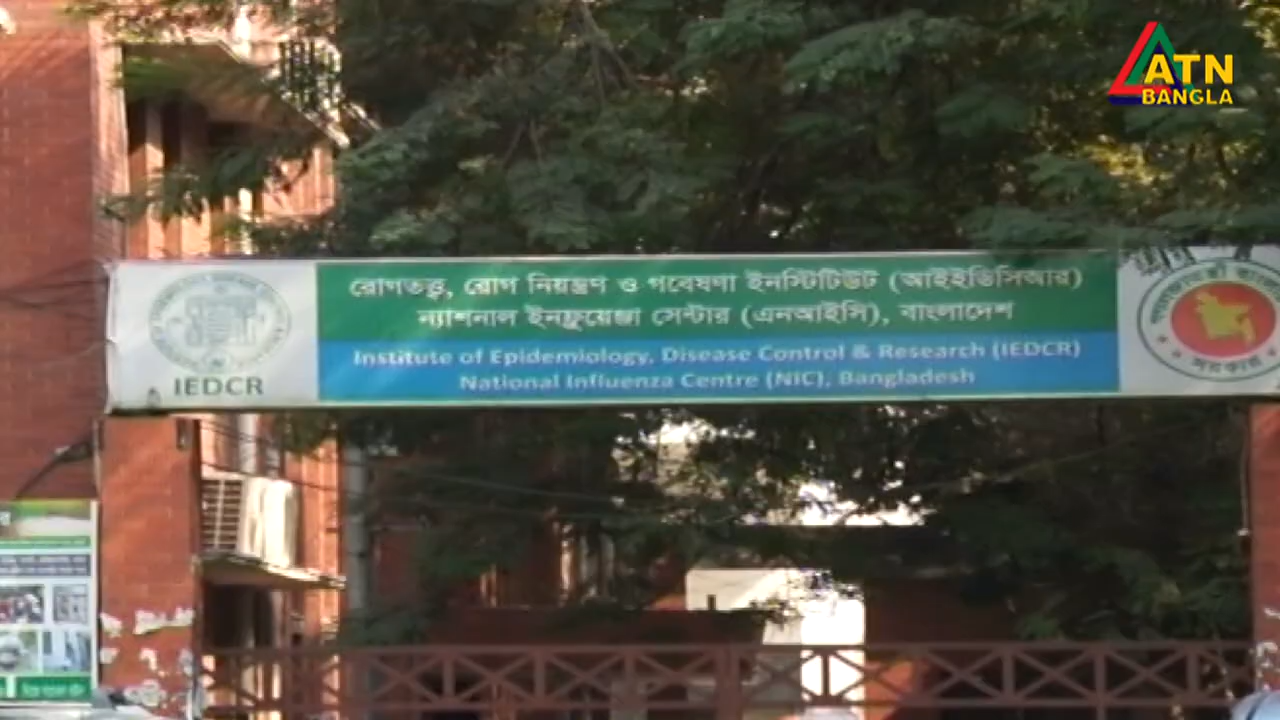 ATN
BANGLA
রোগতত্ত্ব, রোগ নিয়ন্ত্রণ ও গবেষণা ইনস্টিটিউট (আইইডিসিআর)
ন্যাশনাল ইনফ্লুয়েঞ্জা সেন্টার (এনআইসি), বাংলাদেশ
Institute of Epidemiology, Disease Control & Research (IEDCR)
National Influenza Centre (NIC), Bangladesh
IEDCR
সরকার